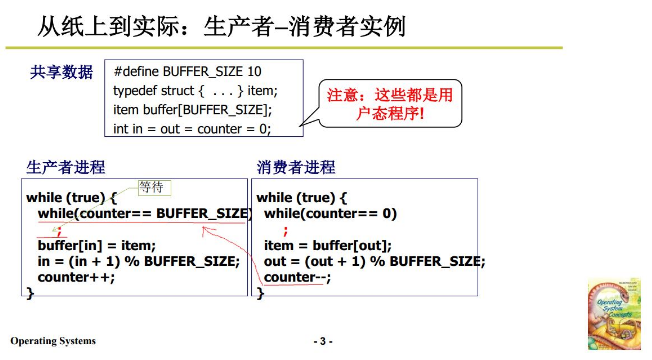 从纸上到实际：生产者–消费者实例
共享数据
#define BUFFER_SIZE 10
typedef struct { . . . } item;
item buffer[BUFFER_SIZE];
int in = out = counter = 0;
注意：这些都是用
户态程序!
生产者进程
等待
while (true) {
while(counter== BUFFER_SIZE)
;
buffer[in] = item;
in = (in + 1) % BUFFER_SIZE;
counter++;
}
消费者进程
while (true) {
while(counter== 0)
;
item = buffer[out];
out = (out + 1) % BUFFER_SIZE;
counter--;
}
Operating
System
Concepts
Operating Systems
- 3 -